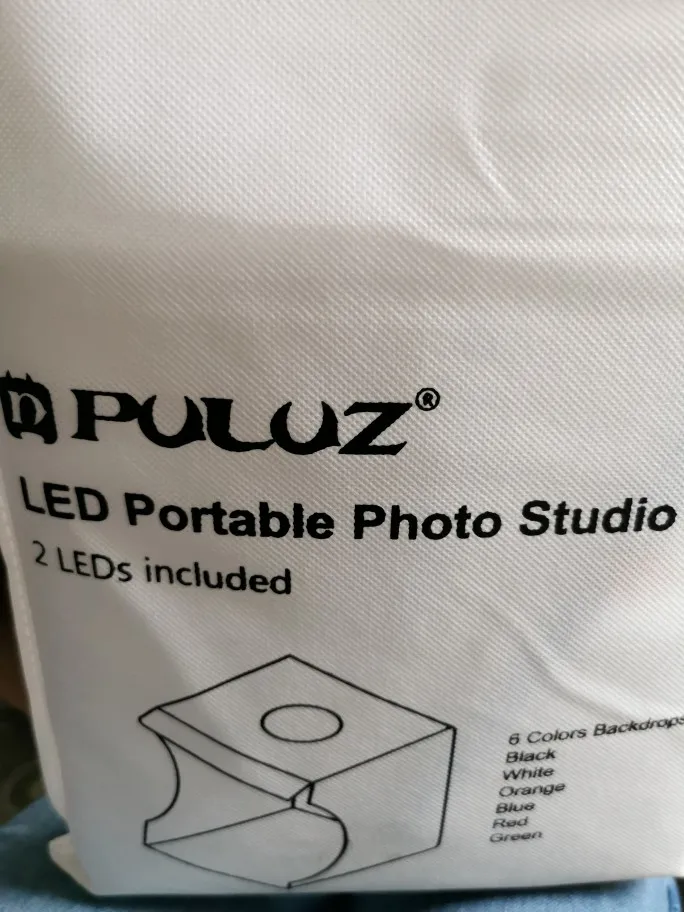 PULUZ®
LED Portable Photo Studio
2 LEDs included
6 Colors Backdrops
Black
White
Orange
Blue
Red
Green